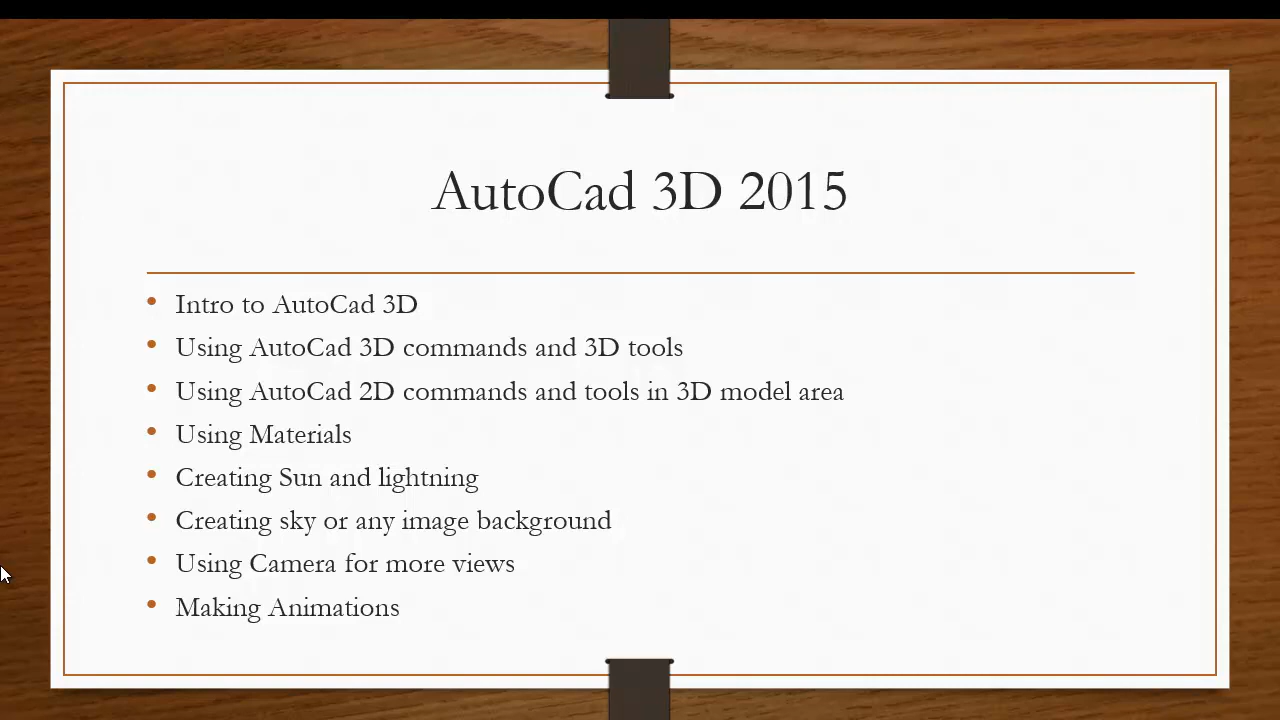 AutoCad 3D 2015
• Intro to AutoCad 3D
• Using AutoCad 3D commands and 3D tools
• Using AutoCad 2D commands and tools in 3D model area
• Using Materials
• Creating Sun and lightning
• Creating sky or any image background
• Using Camera for more views
• Making Animations